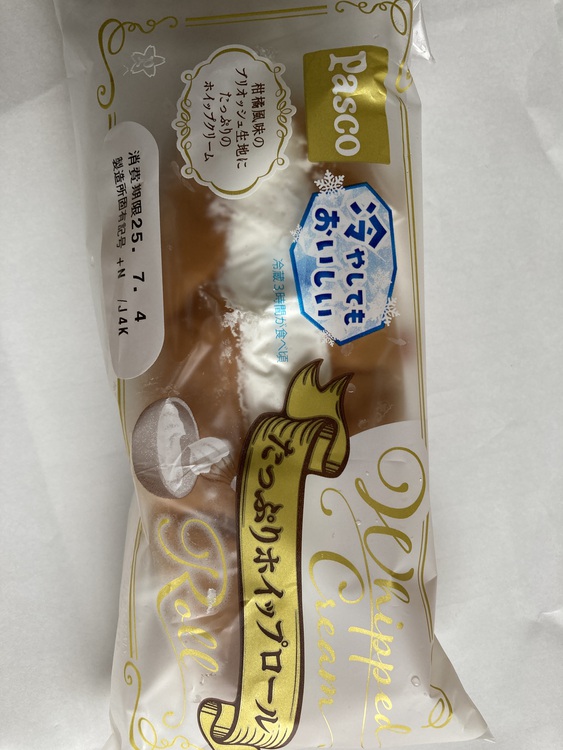 Pasco
柑橘風味の
ブリオッシュ生地に
たっぷりの
ホイップクリーム
冷やしても
おいしい
冷蔵3時間が食べ頃
消費期限25.7.4
製造所固有記号 +N /J4K
Whipped
Cream
たっぷりホイップロール
Roll